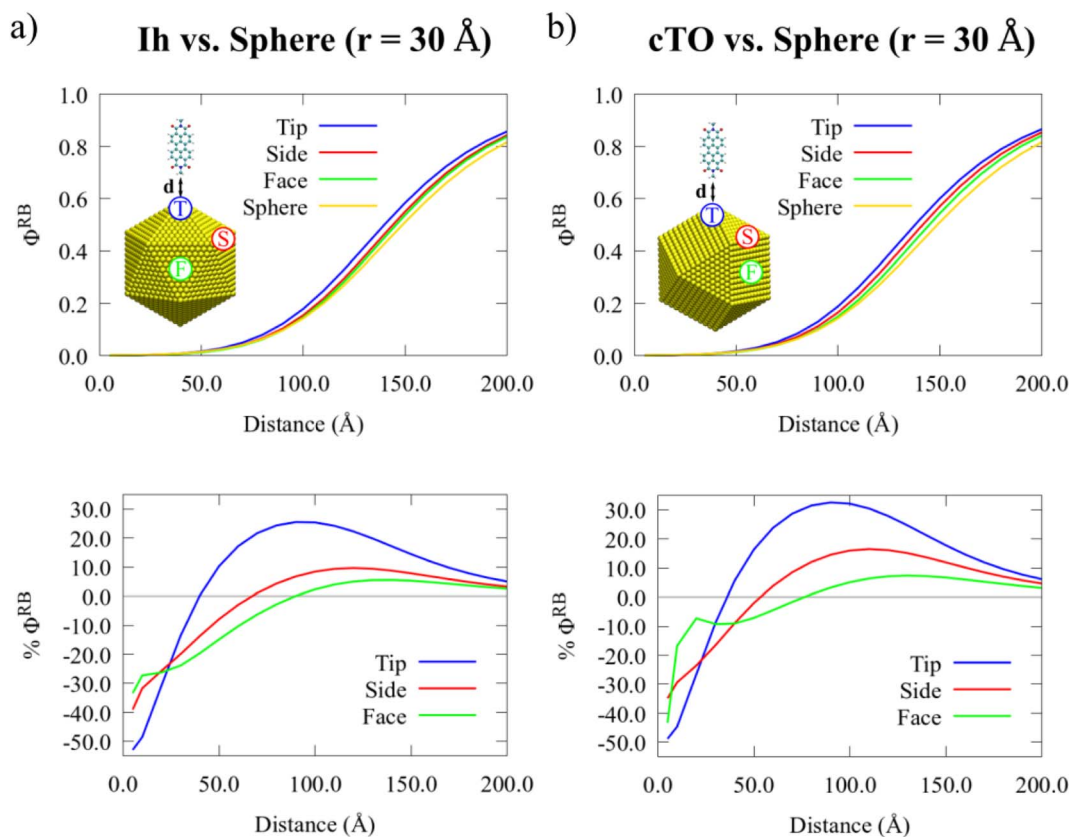 a) Ih vs. Sphere (r = 30 Å)
1.0
0.8
0.6
0.4
0.2
0.0
Φ^RB
Tip
Side
Face
Sphere
d
T
S
F
0.0 50.0 100.0 150.0 200.0
Distance (Å)
b) cTO vs. Sphere (r = 30 Å)
1.0
0.8
0.6
0.4
0.2
0.0
Φ^RB
Tip
Side
Face
Sphere
d
T
S
F
0.0 50.0 100.0 150.0 200.0
Distance (Å)
30.0
20.0
10.0
0.0
-10.0
-20.0
-30.0
-40.0
-50.0
% Φ^RB
Tip
Side
Face
0.0 50.0 100.0 150.0 200.0
Distance (Å)
30.0
20.0
10.0
0.0
-10.0
-20.0
-30.0
-40.0
-50.0
% Φ^RB
Tip
Side
Face
0.0 50.0 100.0 150.0 200.0
Distance (Å)